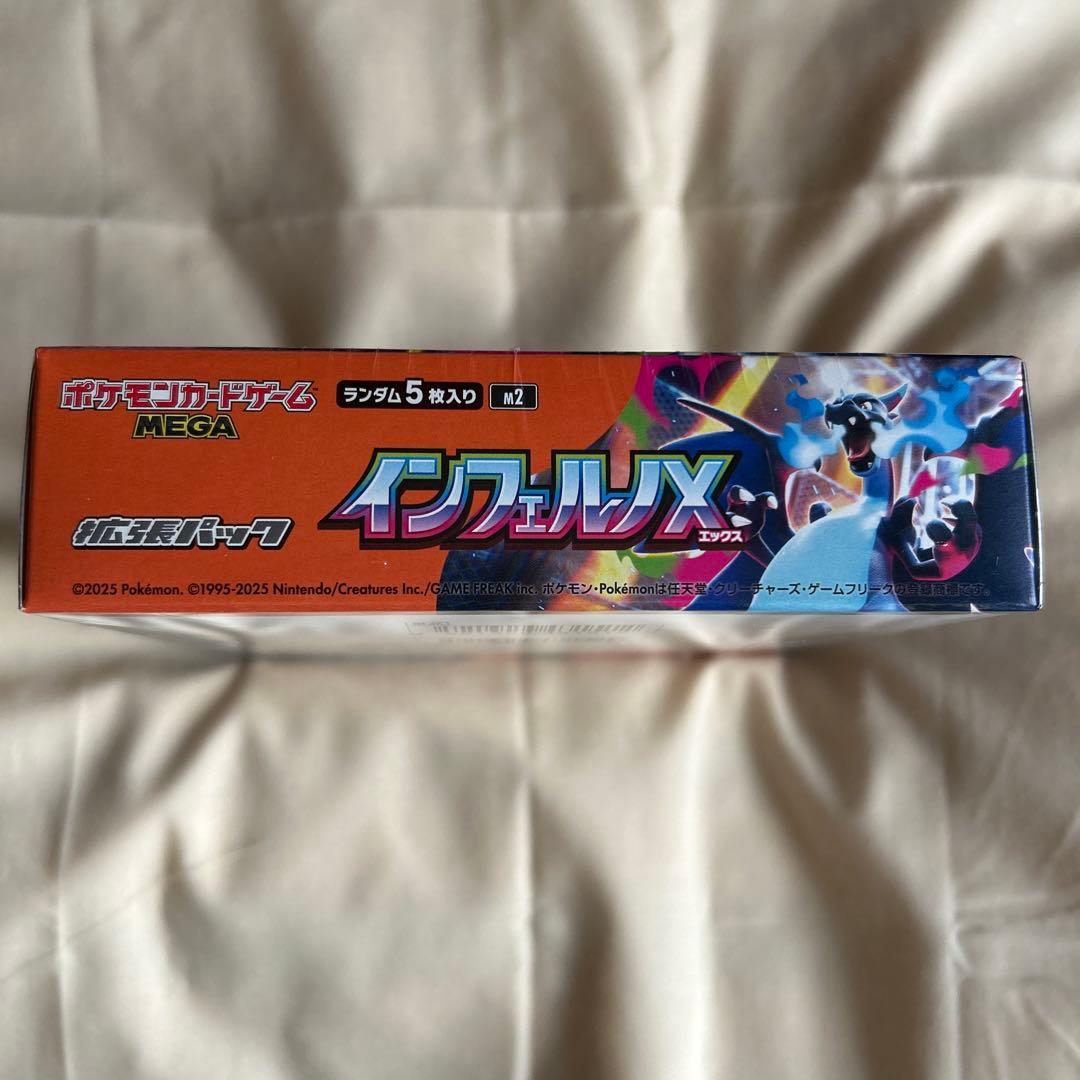 ポケモンカードゲーム™
MEGA
ランダム5枚入り
M2
インフェルノX
エックス
拡張パック
©2025 Pokémon. ©1995-2025 Nintendo/Creatures Inc./GAME FREAK inc. ポケモン・Pokémonは任天堂・クリーチャーズ・ゲームフリークの登録商標です。